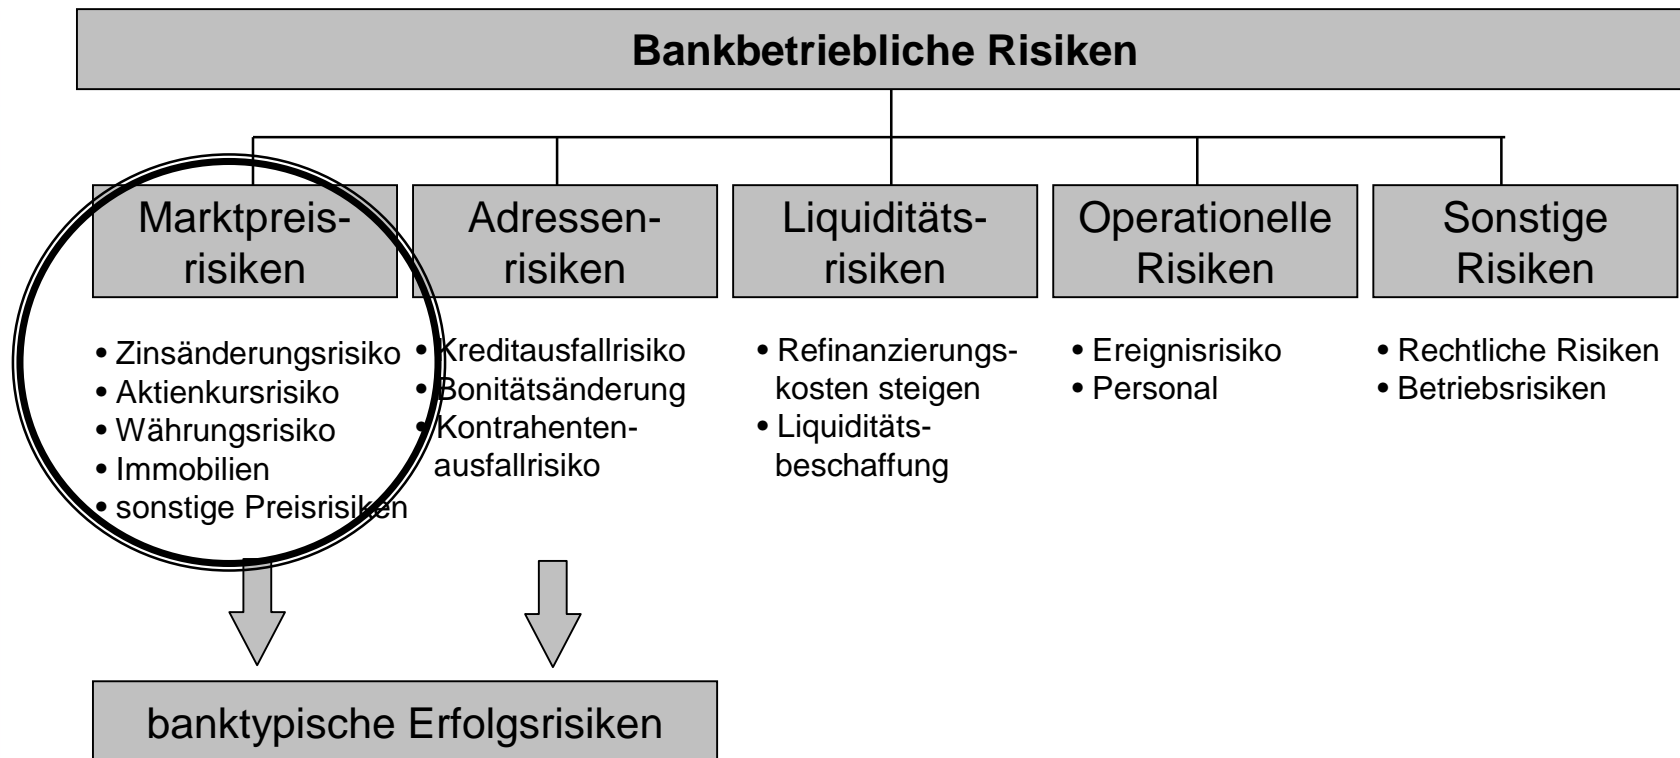 Bankbetriebliche Risiken
Marktpreis-
risiken
Adressen-
risiken
Liquiditäts-
risiken
Operationelle
Risiken
Sonstige
Risiken
• Zinsänderungsrisiko
• Aktienkursrisiko
• Währungsrisiko
• Immobilien
• sonstige Preisrisiken
• Kreditausfallrisiko
• Bonitätsänderung
• Kontrahenten-
ausfallrisiko
• Refinanzierungs-
kosten steigen
• Liquiditäts-
beschaffung
• Ereignisrisiko
• Personal
• Rechtliche Risiken
• Betriebsrisiken
banktypische Erfolgsrisiken